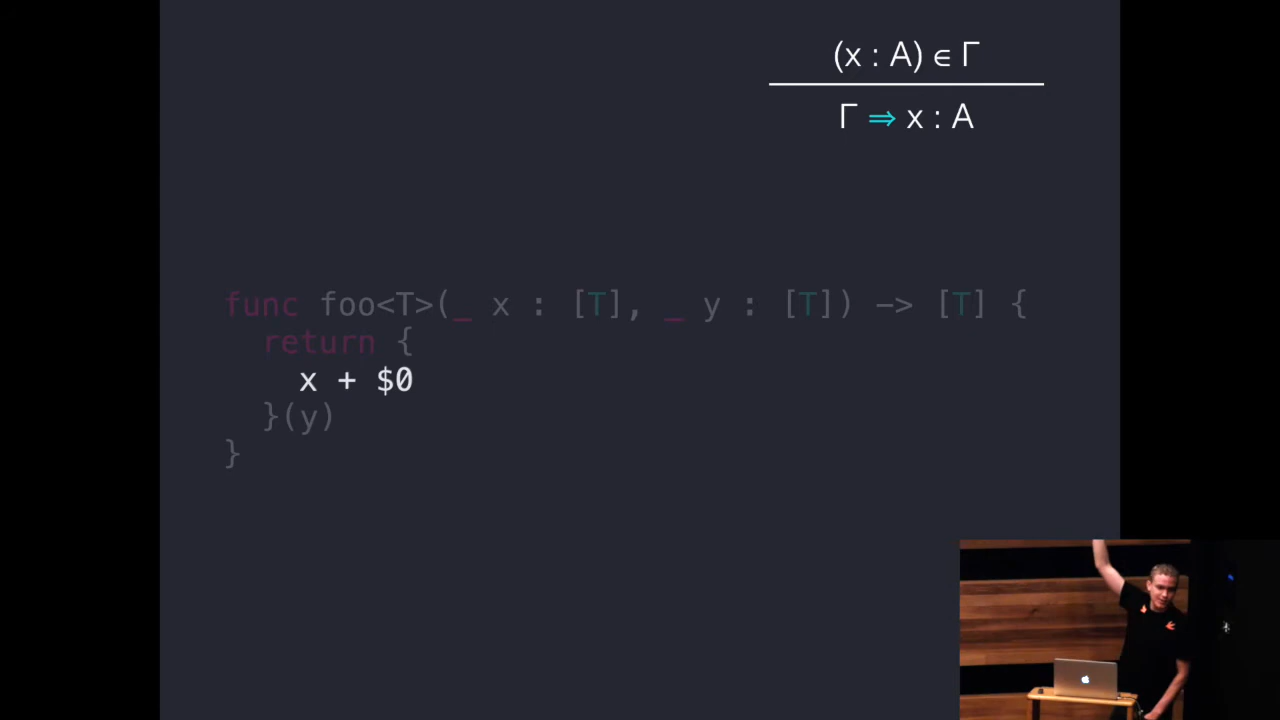 (x : A) ∈ Γ
Γ ⇒ x : A
func foo<T>(_ x : [T], _ y : [T]) -> [T] {
  return {
    x + $0
  }(y)
}